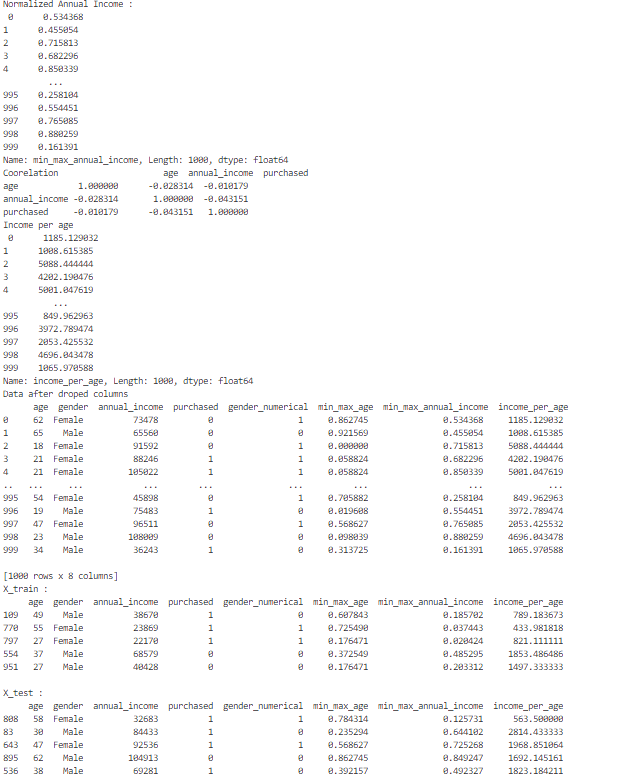 Normalized Annual Income :
0 0.534368
1 0.455054
2 0.715813
3 0.682296
4 0.850339
...
995 0.258104
996 0.554451
997 0.765085
998 0.880259
999 0.161391
Name: min_max_annual_income, Length: 1000, dtype: float64
Coorelation age annual_income purchased
age 1.000000 -0.028314 -0.010179
annual_income -0.028314 1.000000 -0.043151
purchased -0.010179 -0.043151 1.000000
Income per age
0 1185.129032
1 1008.615385
2 5088.444444
3 4202.190476
4 5001.047619
...
995 849.962963
996 3972.789474
997 2053.425532
998 4696.043478
999 1065.970588
Name: income_per_age, Length: 1000, dtype: float64
Data after droped columns
age gender annual_income purchased gender_numerical min_max_age min_max_annual_income income_per_age
0 62 Female 73478 0 1 0.862745 0.534368 1185.129032
1 65 Male 65560 0 0 0.921569 0.455054 1008.615385
2 18 Female 91592 0 1 0.000000 0.715813 5088.444444
3 21 Female 88246 1 1 0.058824 0.682296 4202.190476
4 21 Female 105022 1 1 0.058824 0.850339 5001.047619
.. ... ... ... ... ... ... ... ...
995 54 Female 45898 0 1 0.705882 0.258104 849.962963
996 19 Male 75483 1 0 0.019608 0.554451 3972.789474
997 47 Female 96511 0 1 0.568627 0.765085 2053.425532
998 23 Male 108009 0 0 0.098039 0.880259 4696.043478
999 34 Male 36243 1 0 0.313725 0.161391 1065.970588
[1000 rows x 8 columns]
X_train :
age gender annual_income purchased gender_numerical min_max_age min_max_annual_income income_per_age
109 49 Male 38670 1 0 0.607843 0.185702 789.183673
770 55 Female 23869 1 1 0.725490 0.037443 433.981818
797 27 Female 22170 1 1 0.176471 0.020424 821.111111
554 37 Male 68579 0 0 0.372549 0.485295 1853.486486
951 27 Male 40428 0 0 0.176471 0.203312 1497.333333
X_test :
age gender annual_income purchased gender_numerical min_max_age min_max_annual_income income_per_age
808 58 Female 32683 1 1 0.784314 0.125731 563.500000
83 30 Male 84433 1 0 0.235294 0.644102 2814.433333
643 47 Female 92536 1 1 0.568627 0.725268 1968.851064
895 62 Male 104913 0 0 0.862745 0.849247 1692.145161
536 38 Male 69281 1 0 0.392157 0.492327 1823.184211